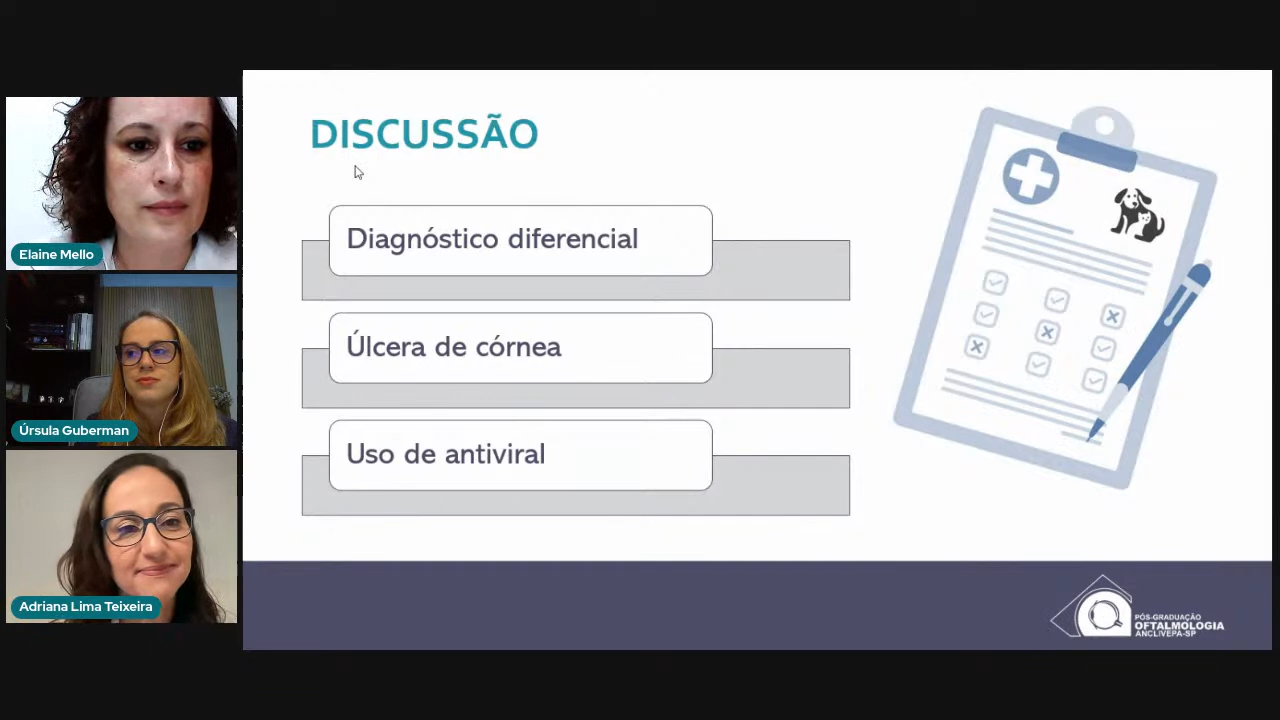 Elaine Mello
Úrsula Guberman
Adriana Lima Teixeira
DISCUSSÃO
Diagnóstico diferencial
Úlcera de córnea
Uso de antiviral
PÓS-GRADUAÇÃO
OFTALMOLOGIA
ANCLIVEPA-SP